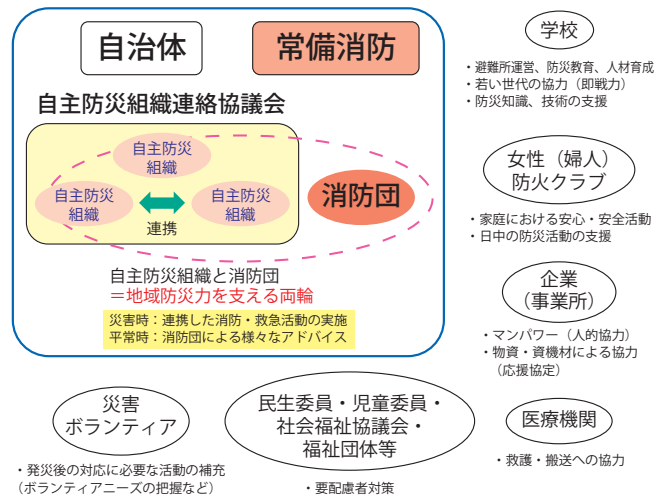 自治体
常備消防
自主防災組織連絡協議会
自主防災
組織
自主防災
組織
自主防災
組織
連携
消防団
自主防災組織と消防団
＝地域防災力を支える両輪
災害時：連携した消防・救急活動の実施
平常時：消防団による様々なアドバイス
学校
・避難所運営、防災教育、人材育成
・若い世代の協力（即戦力）
・防災知識、技術の支援
女性（婦人）
防火クラブ
・家庭における安心・安全活動
・日中の防災活動の支援
企業
（事業所）
・マンパワー（人的協力）
・物資・資機材による協力
（応援協定）
災害
ボランティア
・発災後の対応に必要な活動の補充
（ボランティアニーズの把握など）
民生委員・児童委員・
社会福祉協議会・
福祉団体等
・要配慮者対策
医療機関
・救護・搬送への協力